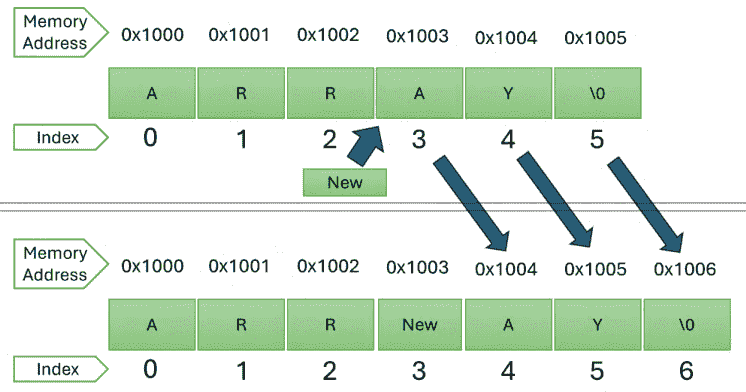 Memory
Address
0x1000 0x1001 0x1002 0x1003 0x1004 0x1005
A R R A Y \0
Index 0 1 2 3 4 5
New
Memory
Address
0x1000 0x1001 0x1002 0x1003 0x1004 0x1005 0x1006
A R R New A Y \0
Index 0 1 2 3 4 5 6